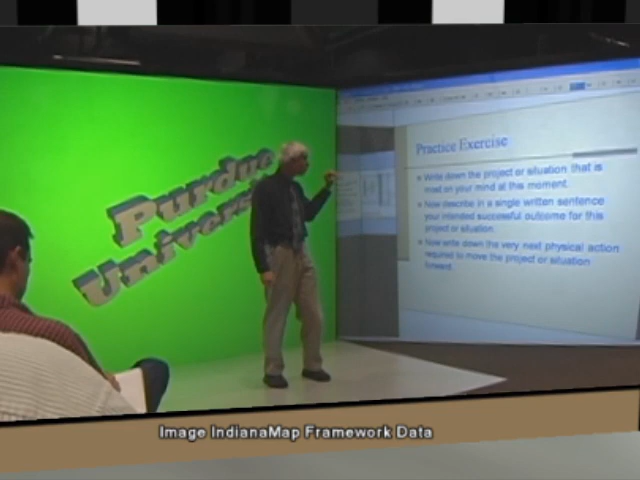 Purdue
University
Practice Exercise
Write down the project or situation that is
most on your mind at this moment.
Now describe in a single written sentence
your intended successful outcome for this
project or situation.
Now write down the very next physical action
required to move the project or situation
forward.
Image IndianaMap Framework Data